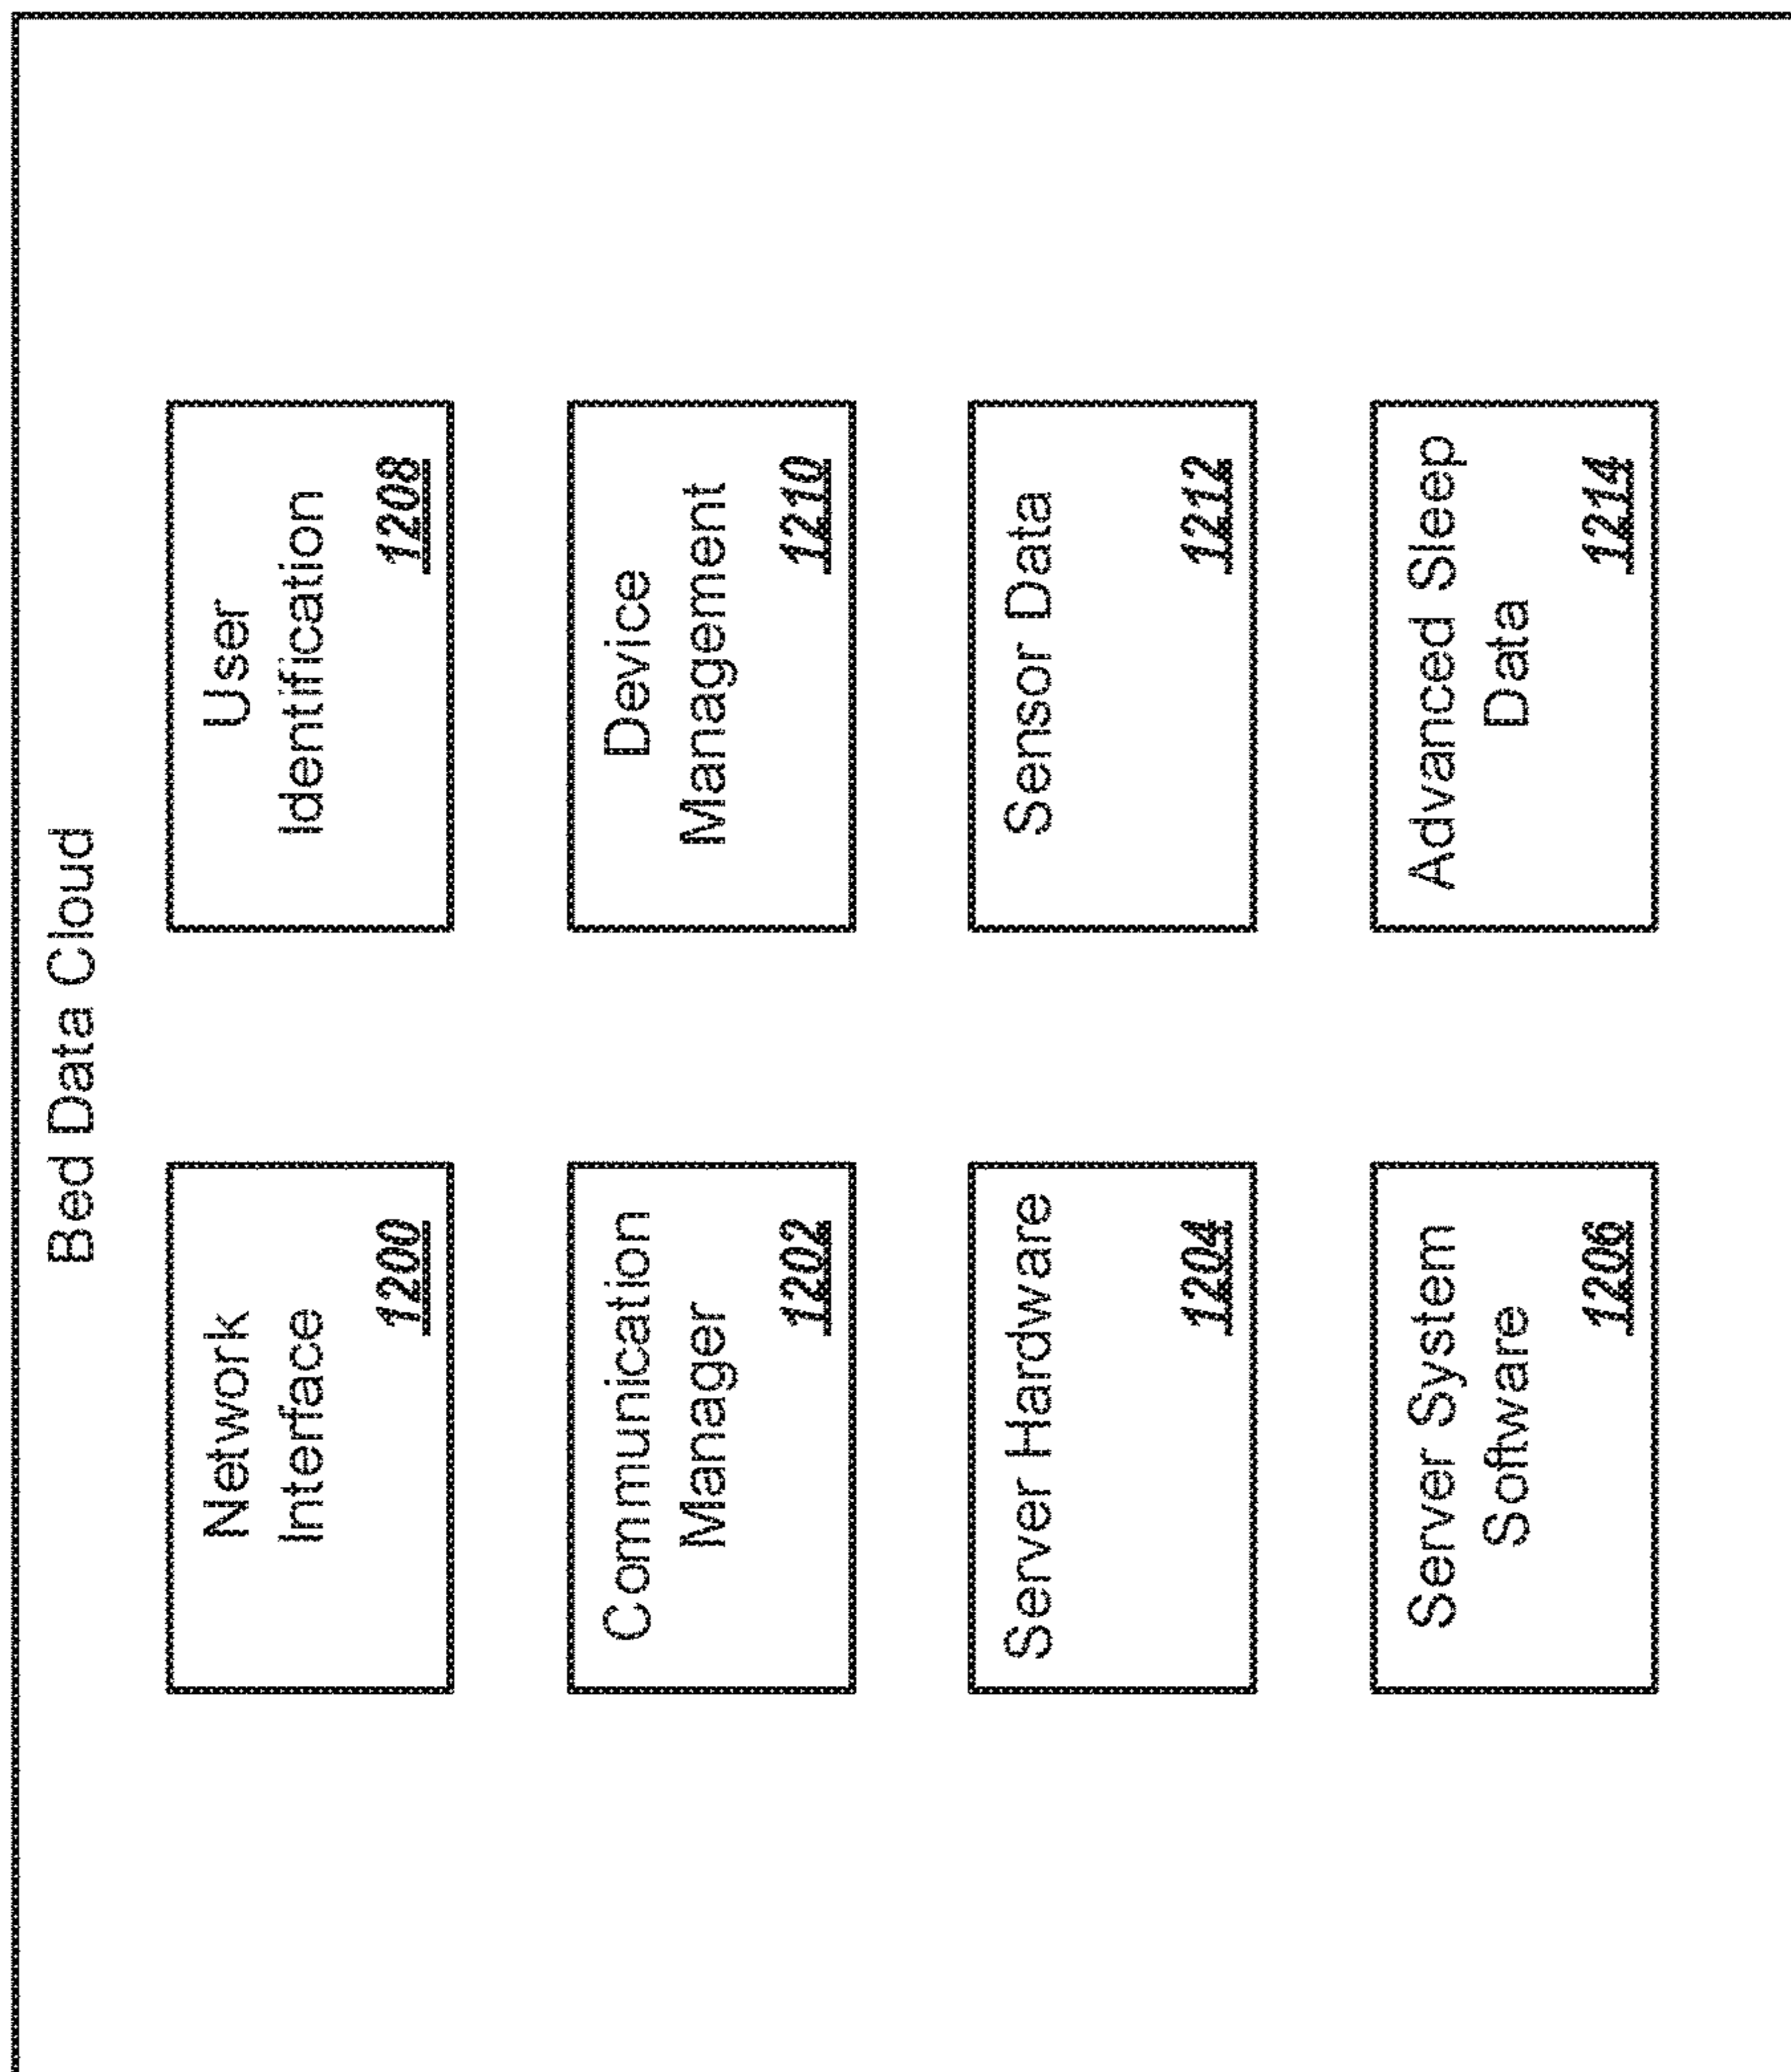 Bed Data Cloud
Network
Interface
1200
Communication
Manager
1202
Server Hardware
1204
Server System
Software
1206
User
Identification
1208
Device
Management
1210
Sensor Data
1212
Advanced Sleep
Data
1214